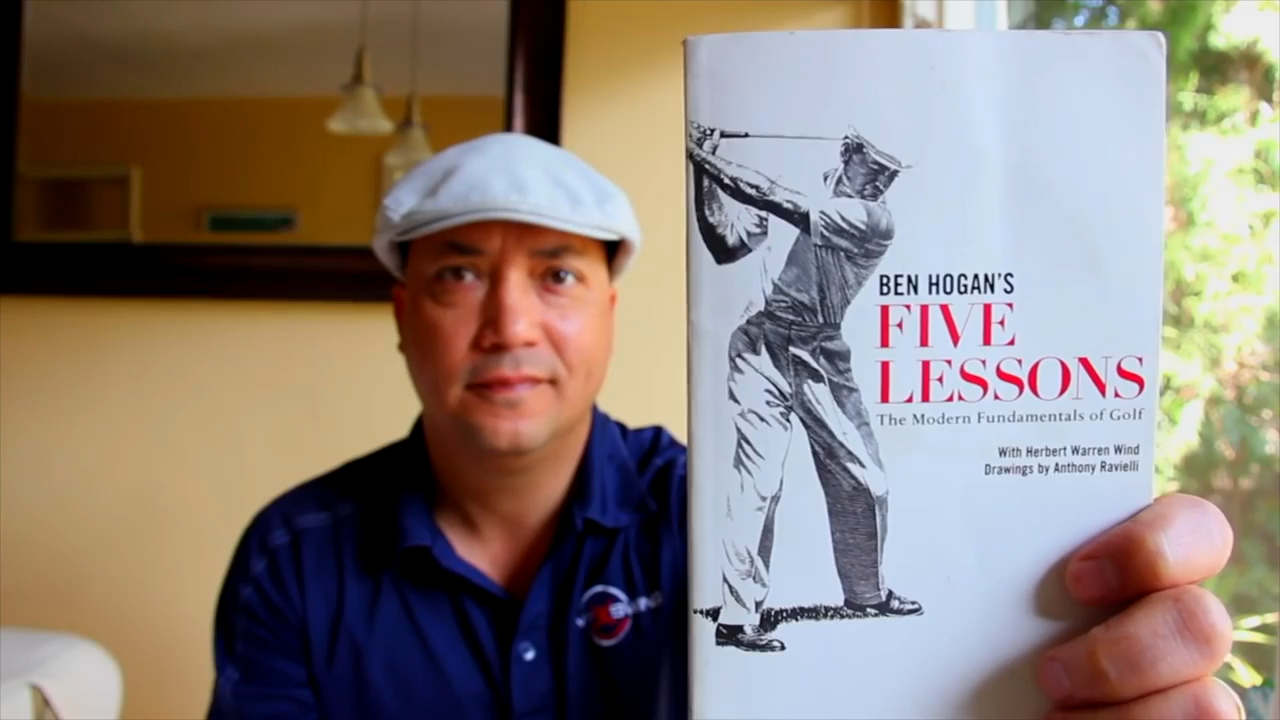 BEN HOGAN'S
FIVE
LESSONS
The Modern Fundamentals of Golf
With Herbert Warren Wind
Drawings by Anthony Ravielli